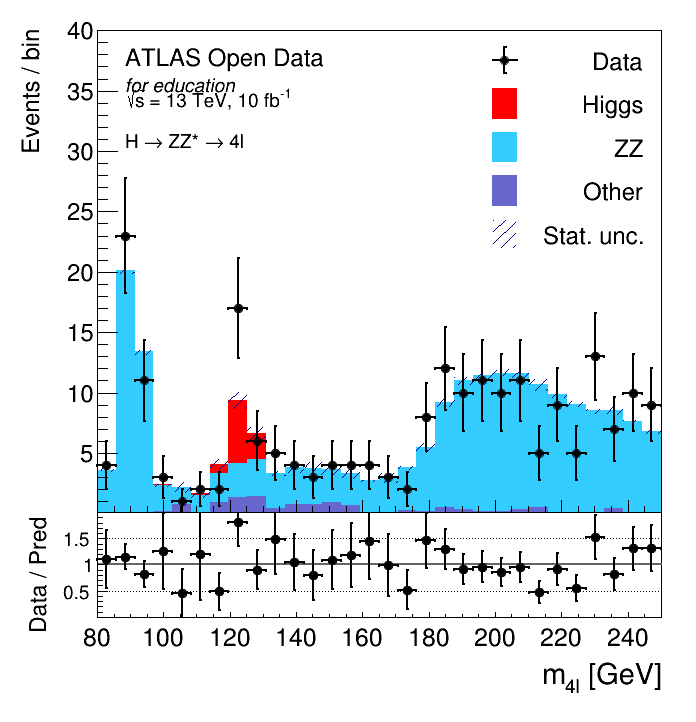 40
35
30
25
20
15
10
5
Events / bin
ATLAS Open Data
for education
√s = 13 TeV, 10 fb-1
H → ZZ* → 4l
Data
Higgs
ZZ
Other
Stat. unc.
1.5
1
0.5
Data / Pred
80 100 120 140 160 180 200 220 240
m4l [GeV]